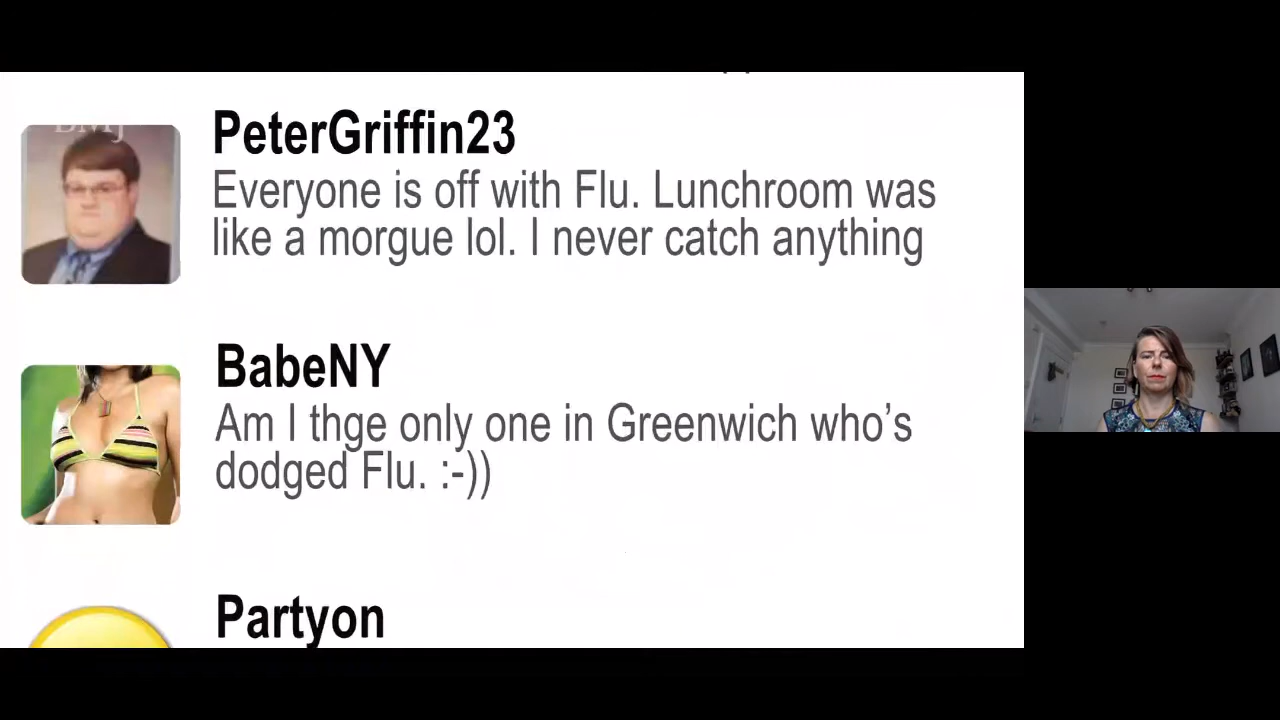 BMJ
PeterGriffin23
Everyone is off with Flu. Lunchroom was
like a morgue lol. I never catch anything
BabeNY
Am I thge only one in Greenwich who's
dodged Flu. :-))
Partyon